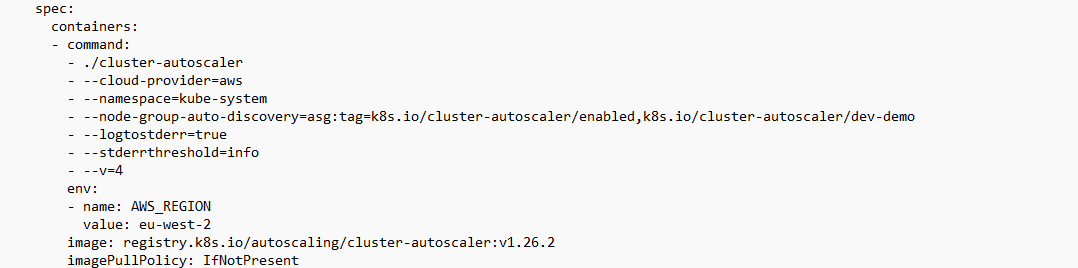 spec:
  containers:
  - command:
    - ./cluster-autoscaler
    - --cloud-provider=aws
    - --namespace=kube-system
    - --node-group-auto-discovery=asg:tag=k8s.io/cluster-autoscaler/enabled,k8s.io/cluster-autoscaler/dev-demo
    - --logtostderr=true
    - --stderrthreshold=info
    - --v=4
    env:
    - name: AWS_REGION
      value: eu-west-2
    image: registry.k8s.io/autoscaling/cluster-autoscaler:v1.26.2
    imagePullPolicy: IfNotPresent